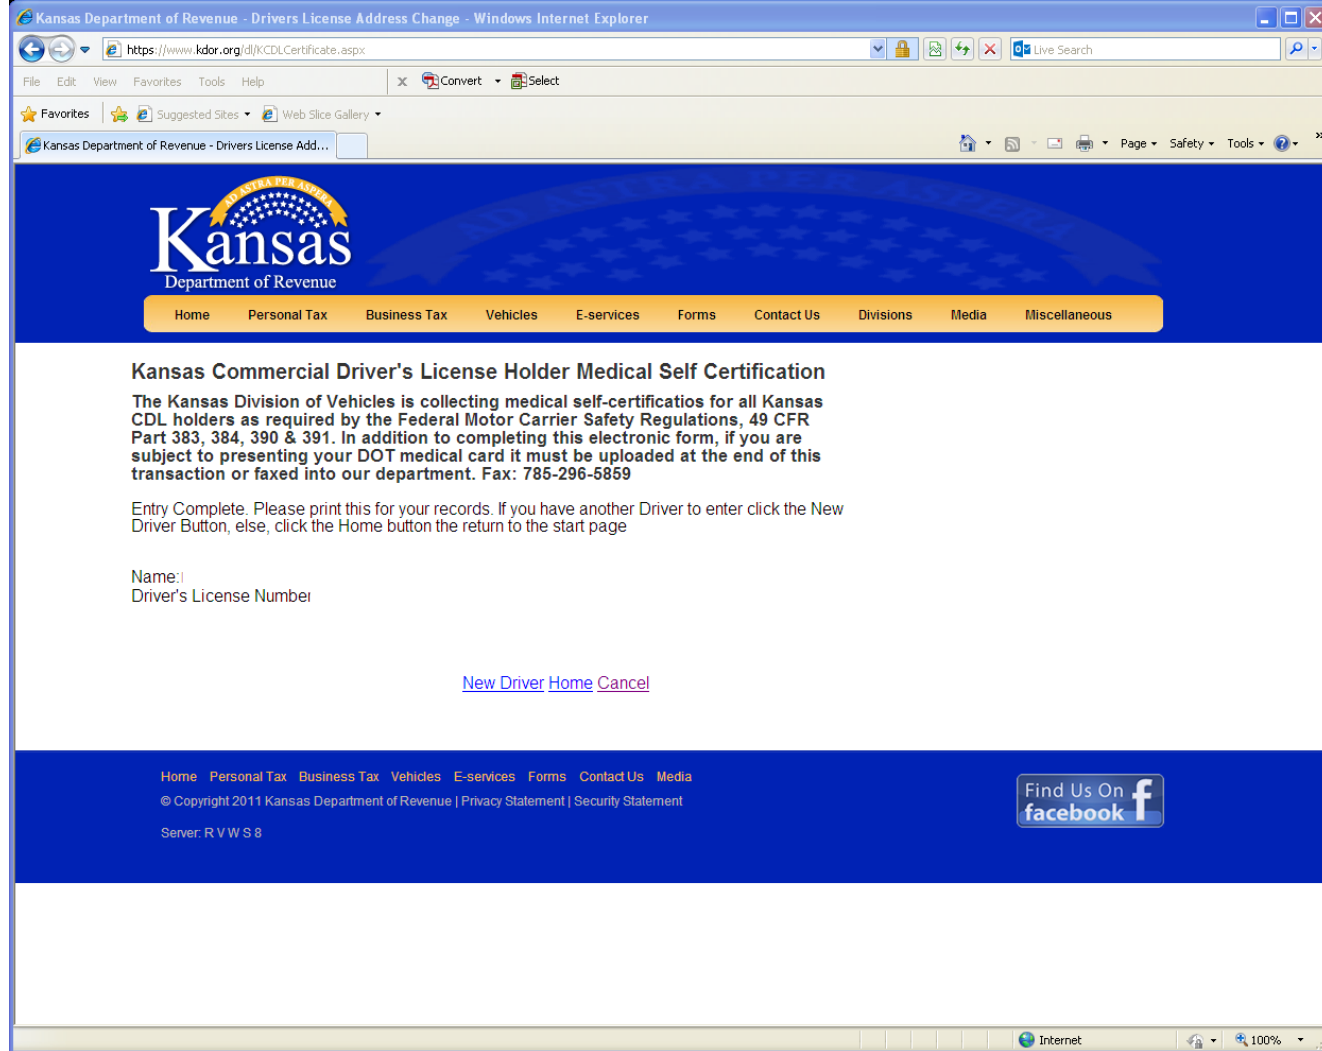 Kansas Department of Revenue - Drivers License Address Change - Windows Internet Explorer
https://www.kdor.org/dl/KCDLCertificate.aspx
Live Search
File Edit View Favorites Tools Help
x Convert Select
Favorites Suggested Sites Web Slice Gallery
Kansas Department of Revenue - Drivers License Add...
Page Safety Tools
AD ASTRA PER ASPERA
AD ASTRA PER ASPERA
Kansas
Department of Revenue
Home Personal Tax Business Tax Vehicles E-services Forms Contact Us Divisions Media Miscellaneous
Kansas Commercial Driver's License Holder Medical Self Certification
The Kansas Division of Vehicles is collecting medical self-certificatios for all Kansas
CDL holders as required by the Federal Motor Carrier Safety Regulations, 49 CFR
Part 383, 384, 390 & 391. In addition to completing this electronic form, if you are
subject to presenting your DOT medical card it must be uploaded at the end of this
transaction or faxed into our department. Fax: 785-296-5859
Entry Complete. Please print this for your records. If you have another Driver to enter click the New
Driver Button, else, click the Home button the return to the start page
Name:
Driver's License Number
New Driver Home Cancel
Home Personal Tax Business Tax Vehicles E-services Forms Contact Us Media
© Copyright 2011 Kansas Department of Revenue | Privacy Statement | Security Statement
Server: R V W S 8
Find Us On
facebook
Internet
100%